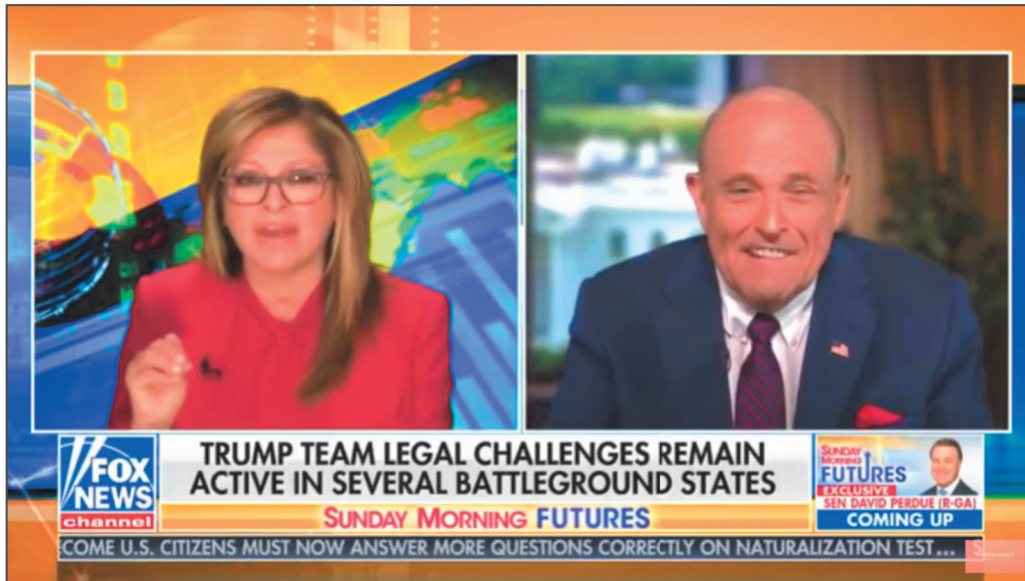 TRUMP TEAM LEGAL CHALLENGES REMAIN
ACTIVE IN SEVERAL BATTLEGROUND STATES
SUNDAY MORNING FUTURES
FOX
NEWS
channel
SUNDAY
MORNING
FUTURES
EXCLUSIVE
SEN DAVID PERDUE (R-GA)
COMING UP
COME U.S. CITIZENS MUST NOW ANSWER MORE QUESTIONS CORRECTLY ON NATURALIZATION TEST...